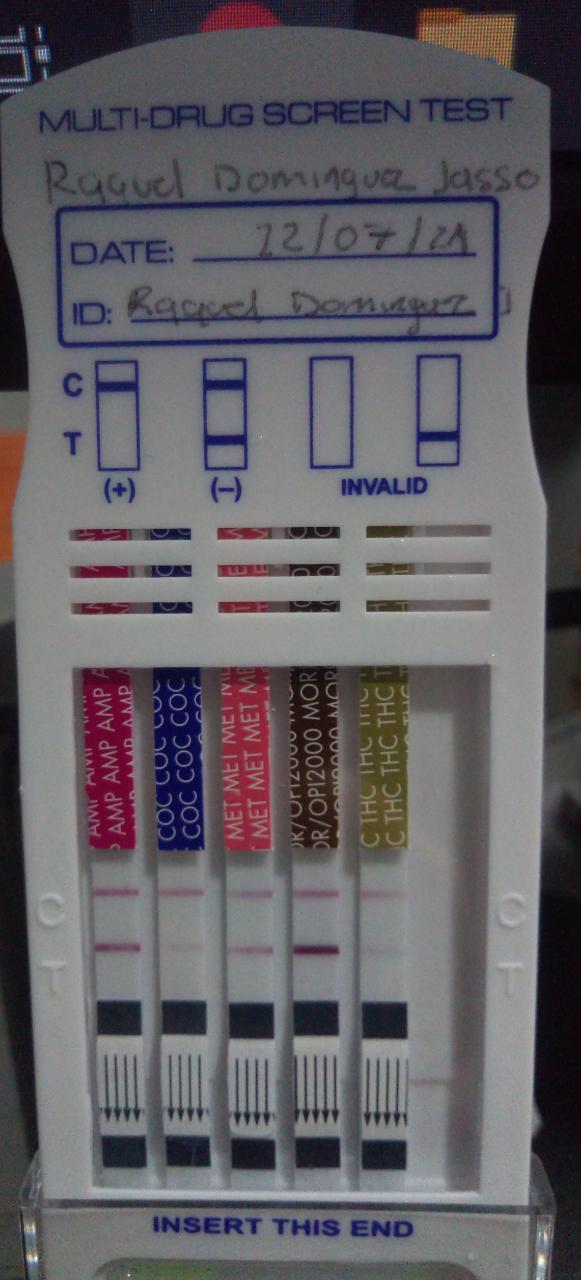 MULTI-DRUG SCREEN TEST
Raquel Dominguez Jasso
DATE: 22/07/21
ID: Raquel Dominguez J
C
T
(+) (−) INVALID
AMP AMP AMP
COC COC COC
MET MET MET MET
MOR/OPI2000 MOR
THC THC THC
C C
T T
INSERT THIS END